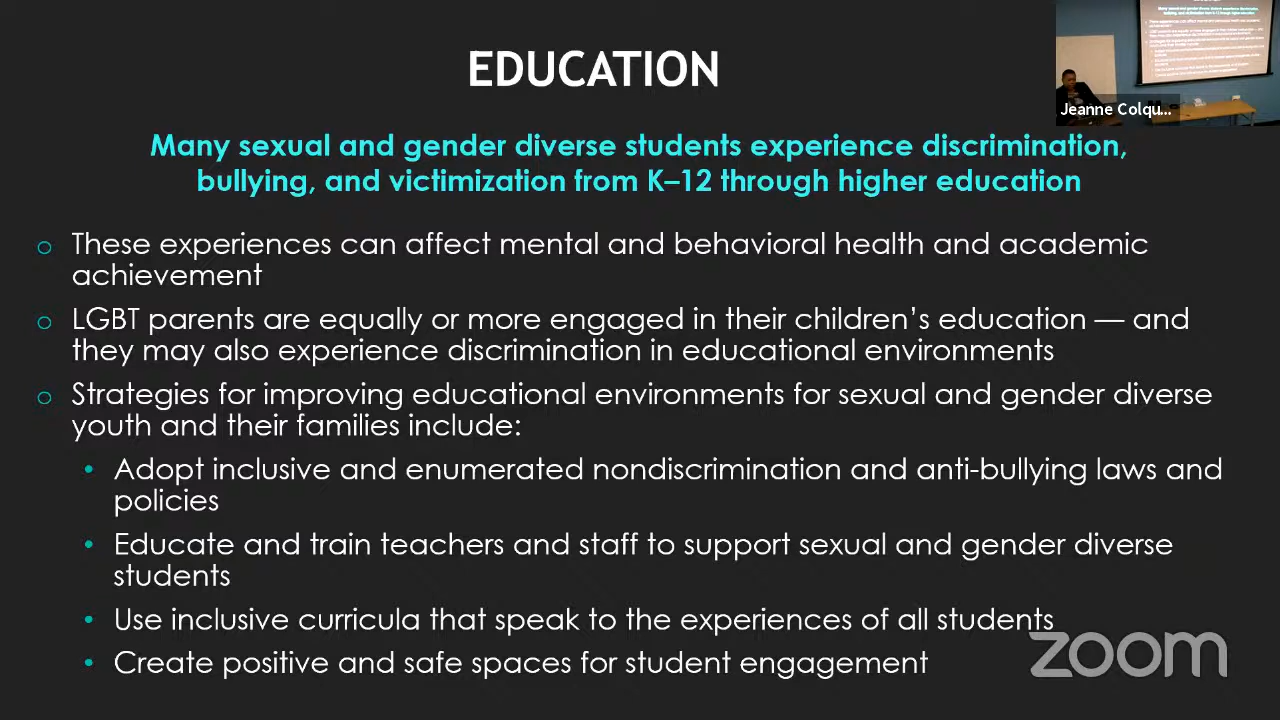 EDUCATION
Jeanne Colqu...
Many sexual and gender diverse students experience discrimination,
bullying, and victimization from K–12 through higher education
o These experiences can affect mental and behavioral health and academic
achievement
o LGBT parents are equally or more engaged in their children’s education — and
they may also experience discrimination in educational environments
o Strategies for improving educational environments for sexual and gender diverse
youth and their families include:
• Adopt inclusive and enumerated nondiscrimination and anti-bullying laws and
policies
• Educate and train teachers and staff to support sexual and gender diverse
students
• Use inclusive curricula that speak to the experiences of all students
• Create positive and safe spaces for student engagement
zoom